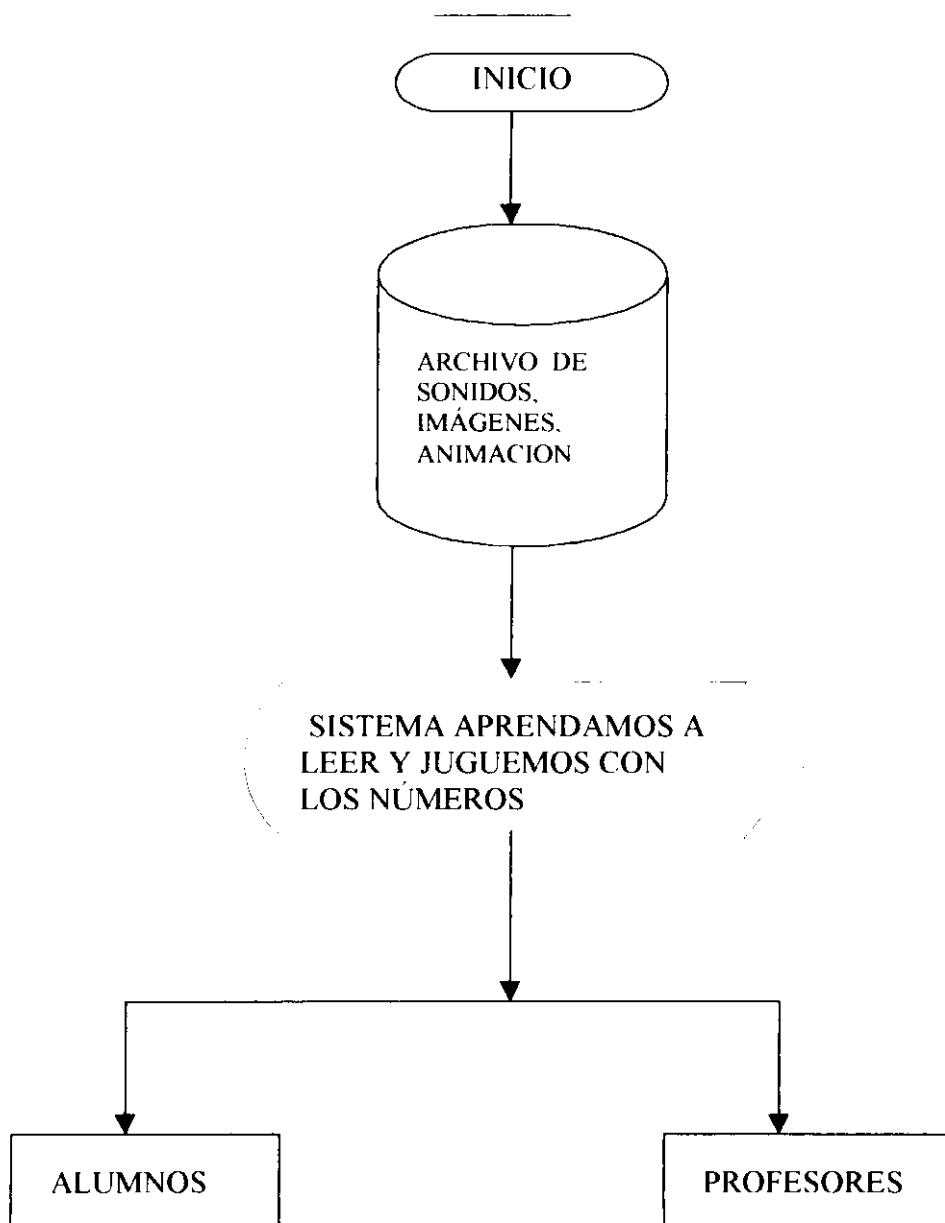 INICIO
ARCHIVO DE
SONIDOS,
IMÁGENES,
ANIMACION
SISTEMA APRENDAMOS A
LEER Y JUGUEMOS CON
LOS NÚMEROS
ALUMNOS
PROFESORES